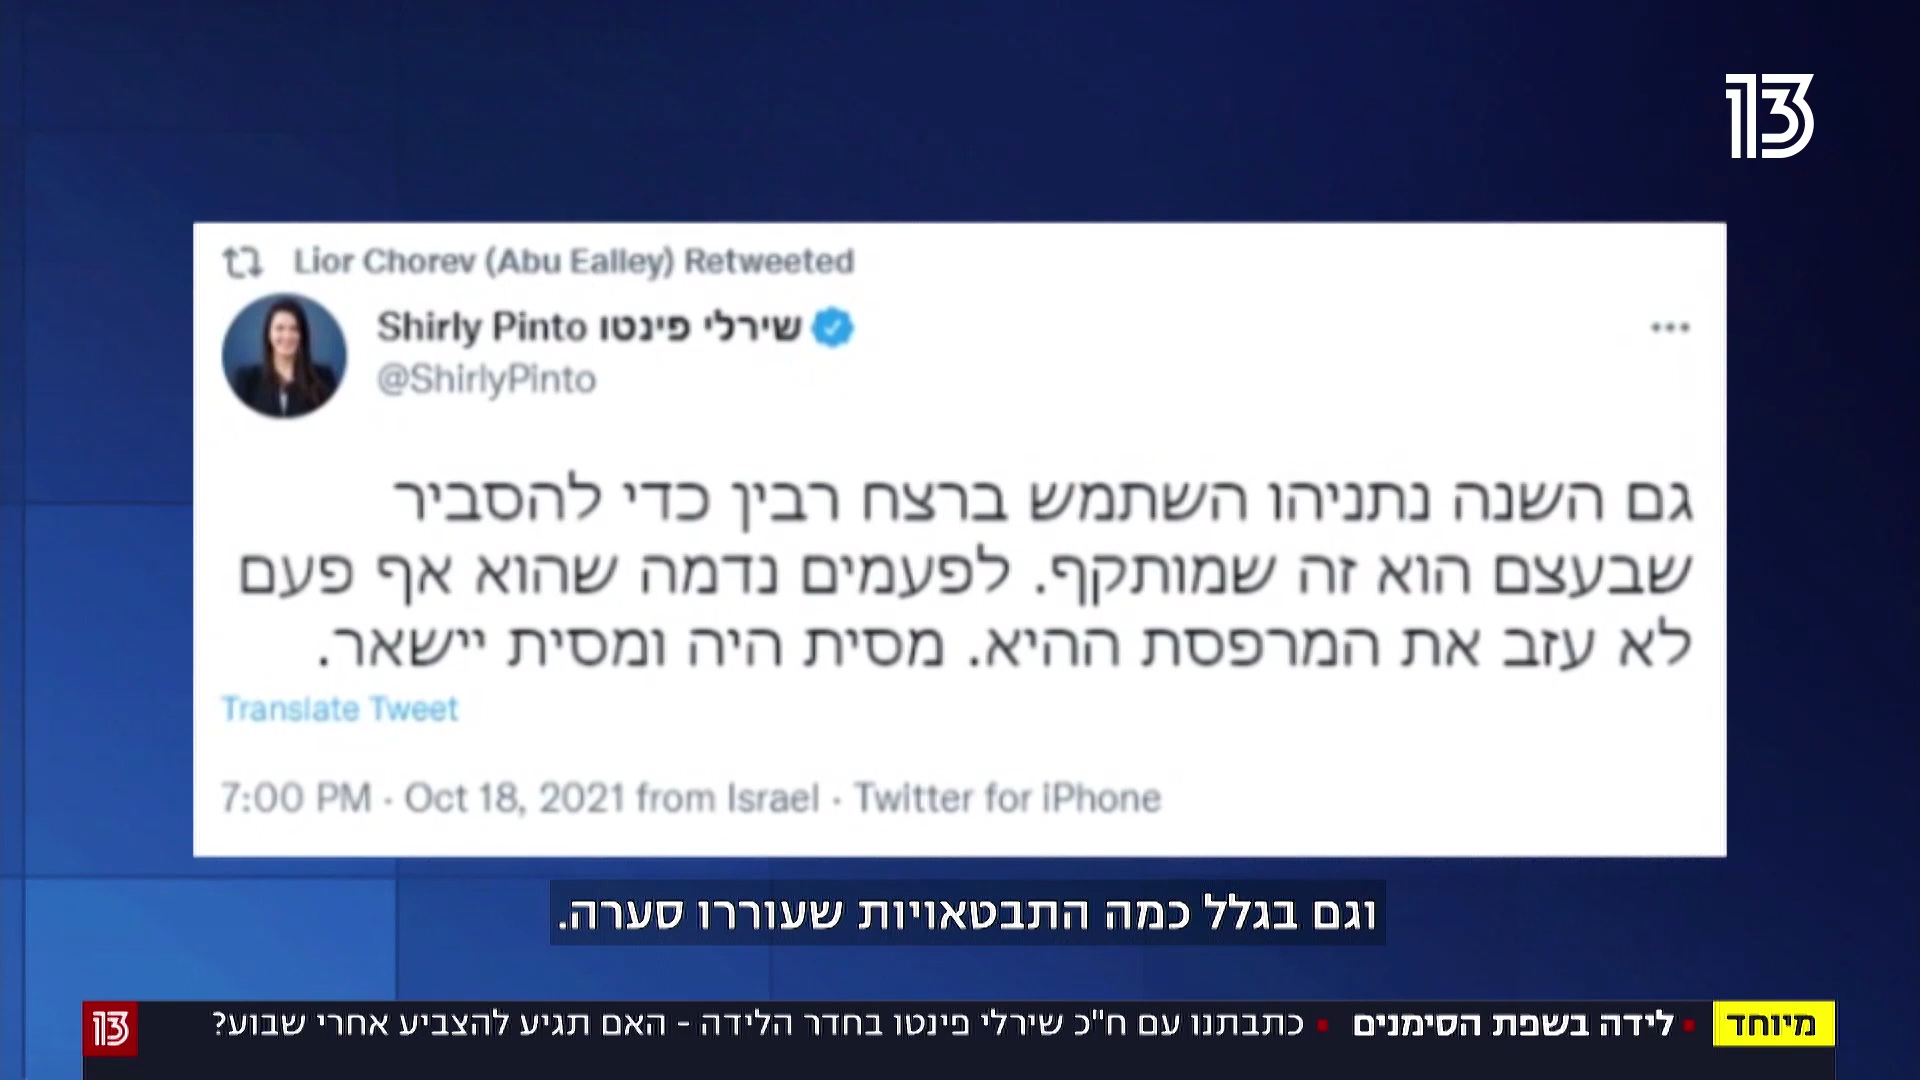 13
Lior Chorev (Abu Ealley) Retweeted
Shirly Pinto שירלי פינטו
@ShirlyPinto
גם השנה נתניהו השתמש ברצח רבין כדי להסביר
שבעצם הוא זה שמותקף. לפעמים נדמה שהוא אף פעם
לא עזב את המרפסת ההיא. מסית היה ומסית יישאר.
Translate Tweet
7:00 PM · Oct 18, 2021 from Israel · Twitter for iPhone
וגם בגלל כמה התבטאויות שעוררו סערה.
מיוחד ▪ לידה בשפת הסימנים ▪ כתבתנו עם ח"כ שירלי פינטו בחדר הלידה - האם תגיע להצביע אחרי שבוע? 13